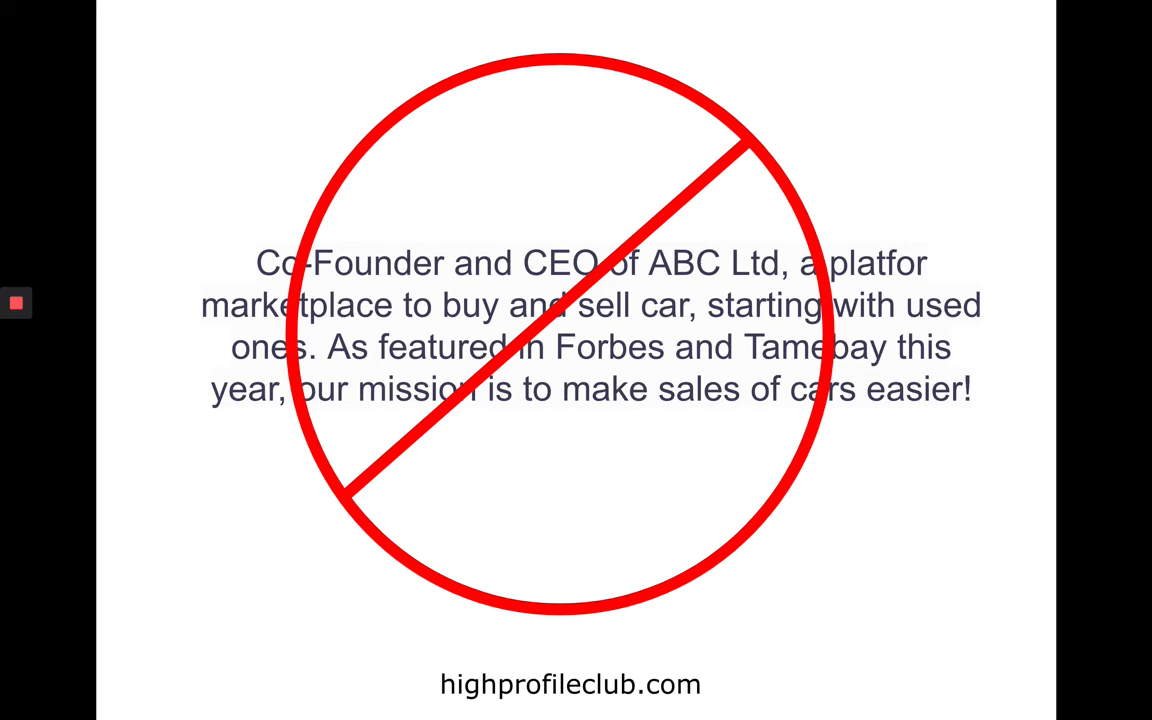 Co-Founder and CEO of ABC Ltd, a platfor
marketplace to buy and sell car, starting with used
ones. As featured in Forbes and Tamebay this
year, our mission is to make sales of cars easier!
highprofileclub.com